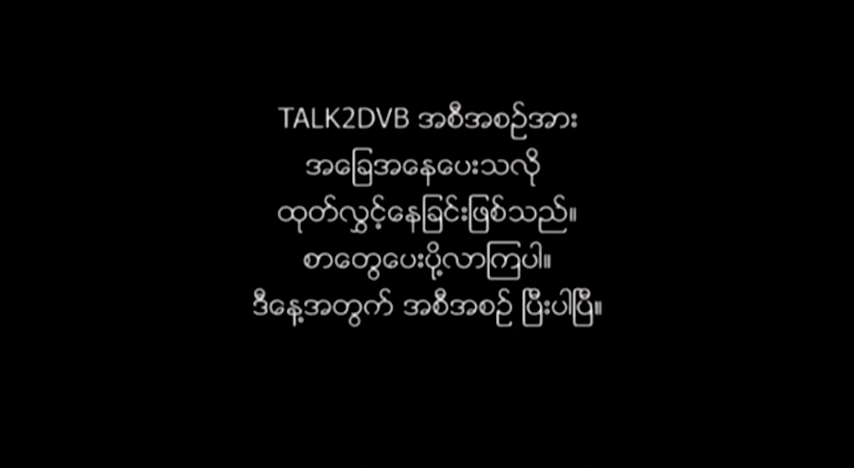 TALK2DVB အစီအစဉ်အား
အခြေအနေပေးသလို
ထုတ်လွှင့်နေခြင်းဖြစ်သည်။
စာတွေပေးပို့လာကြပါ။
ဒီနေ့အတွက် အစီအစဉ် ပြီးပါပြီ။